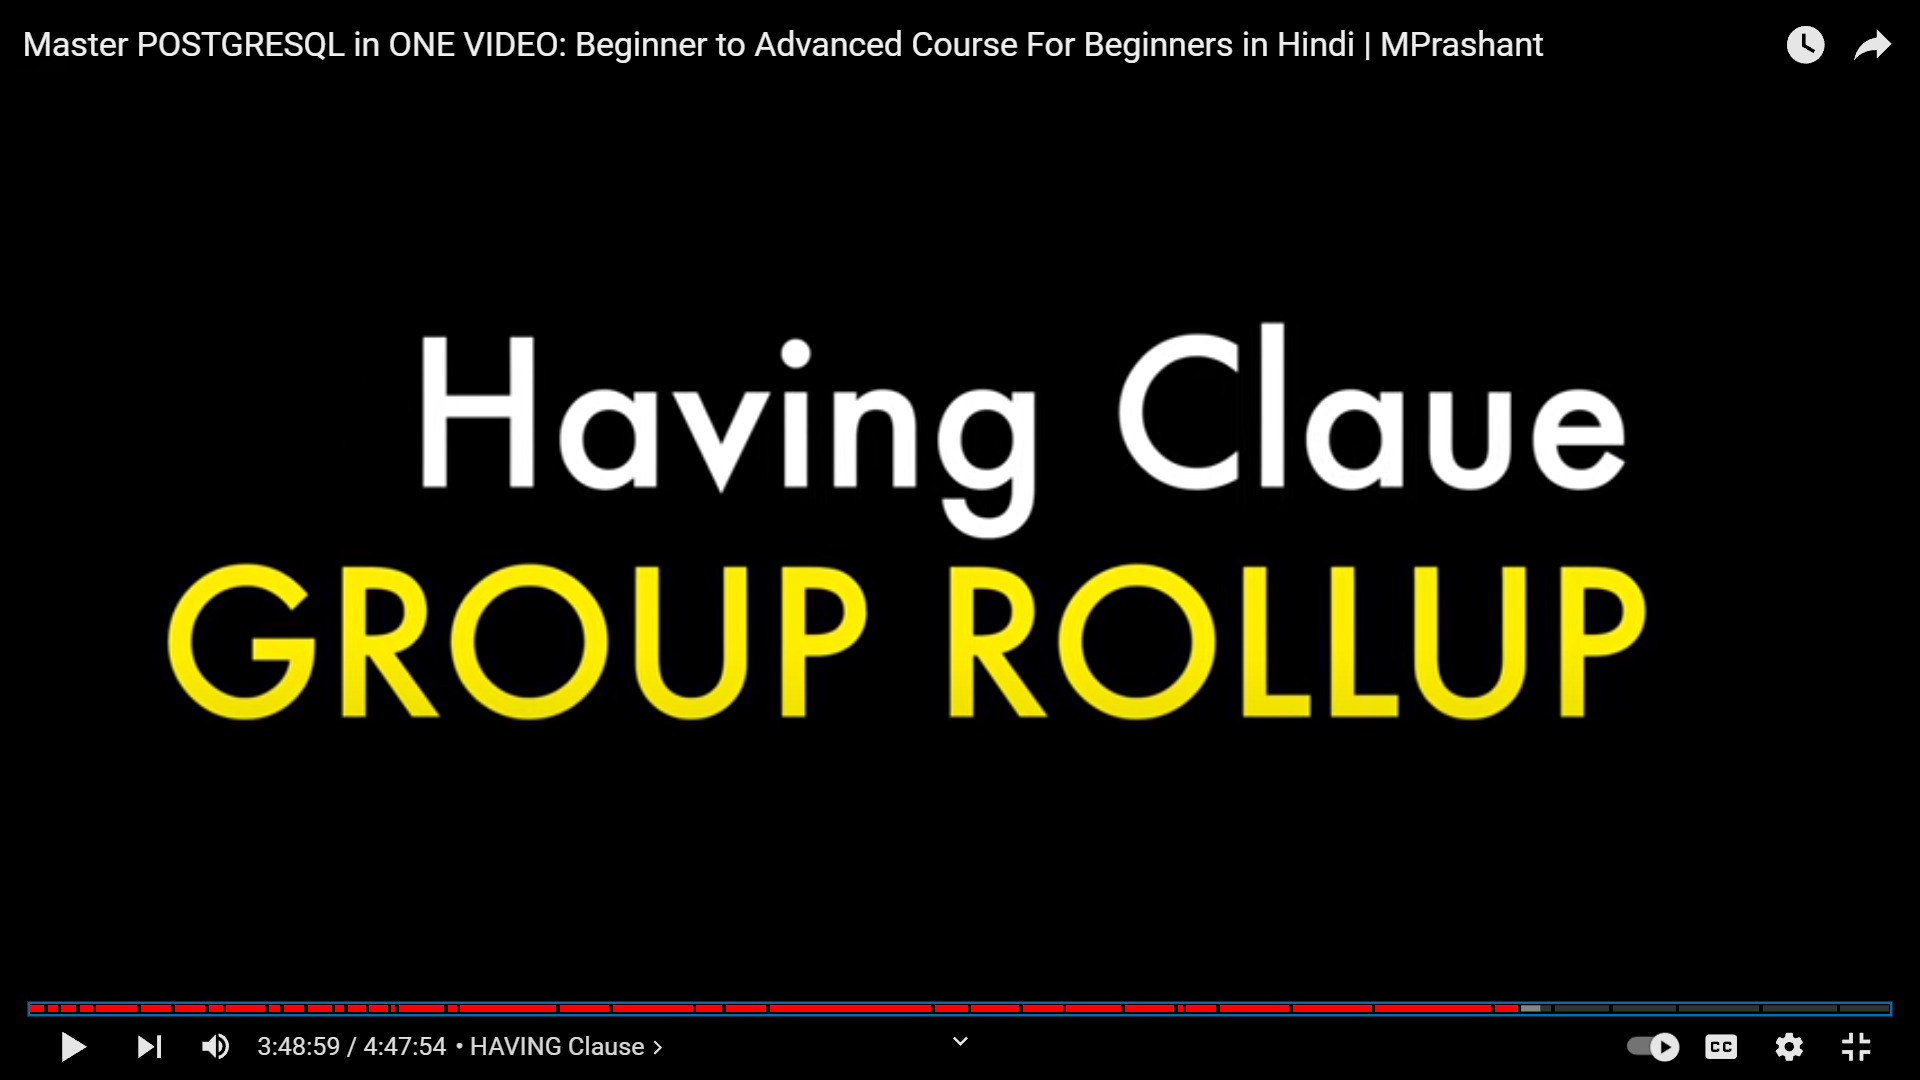 Master POSTGRESQL in ONE VIDEO: Beginner to Advanced Course For Beginners in Hindi | MPrashant
Having Claue
GROUP ROLLUP
3:48:59 / 4:47:54 • HAVING Clause >
CC